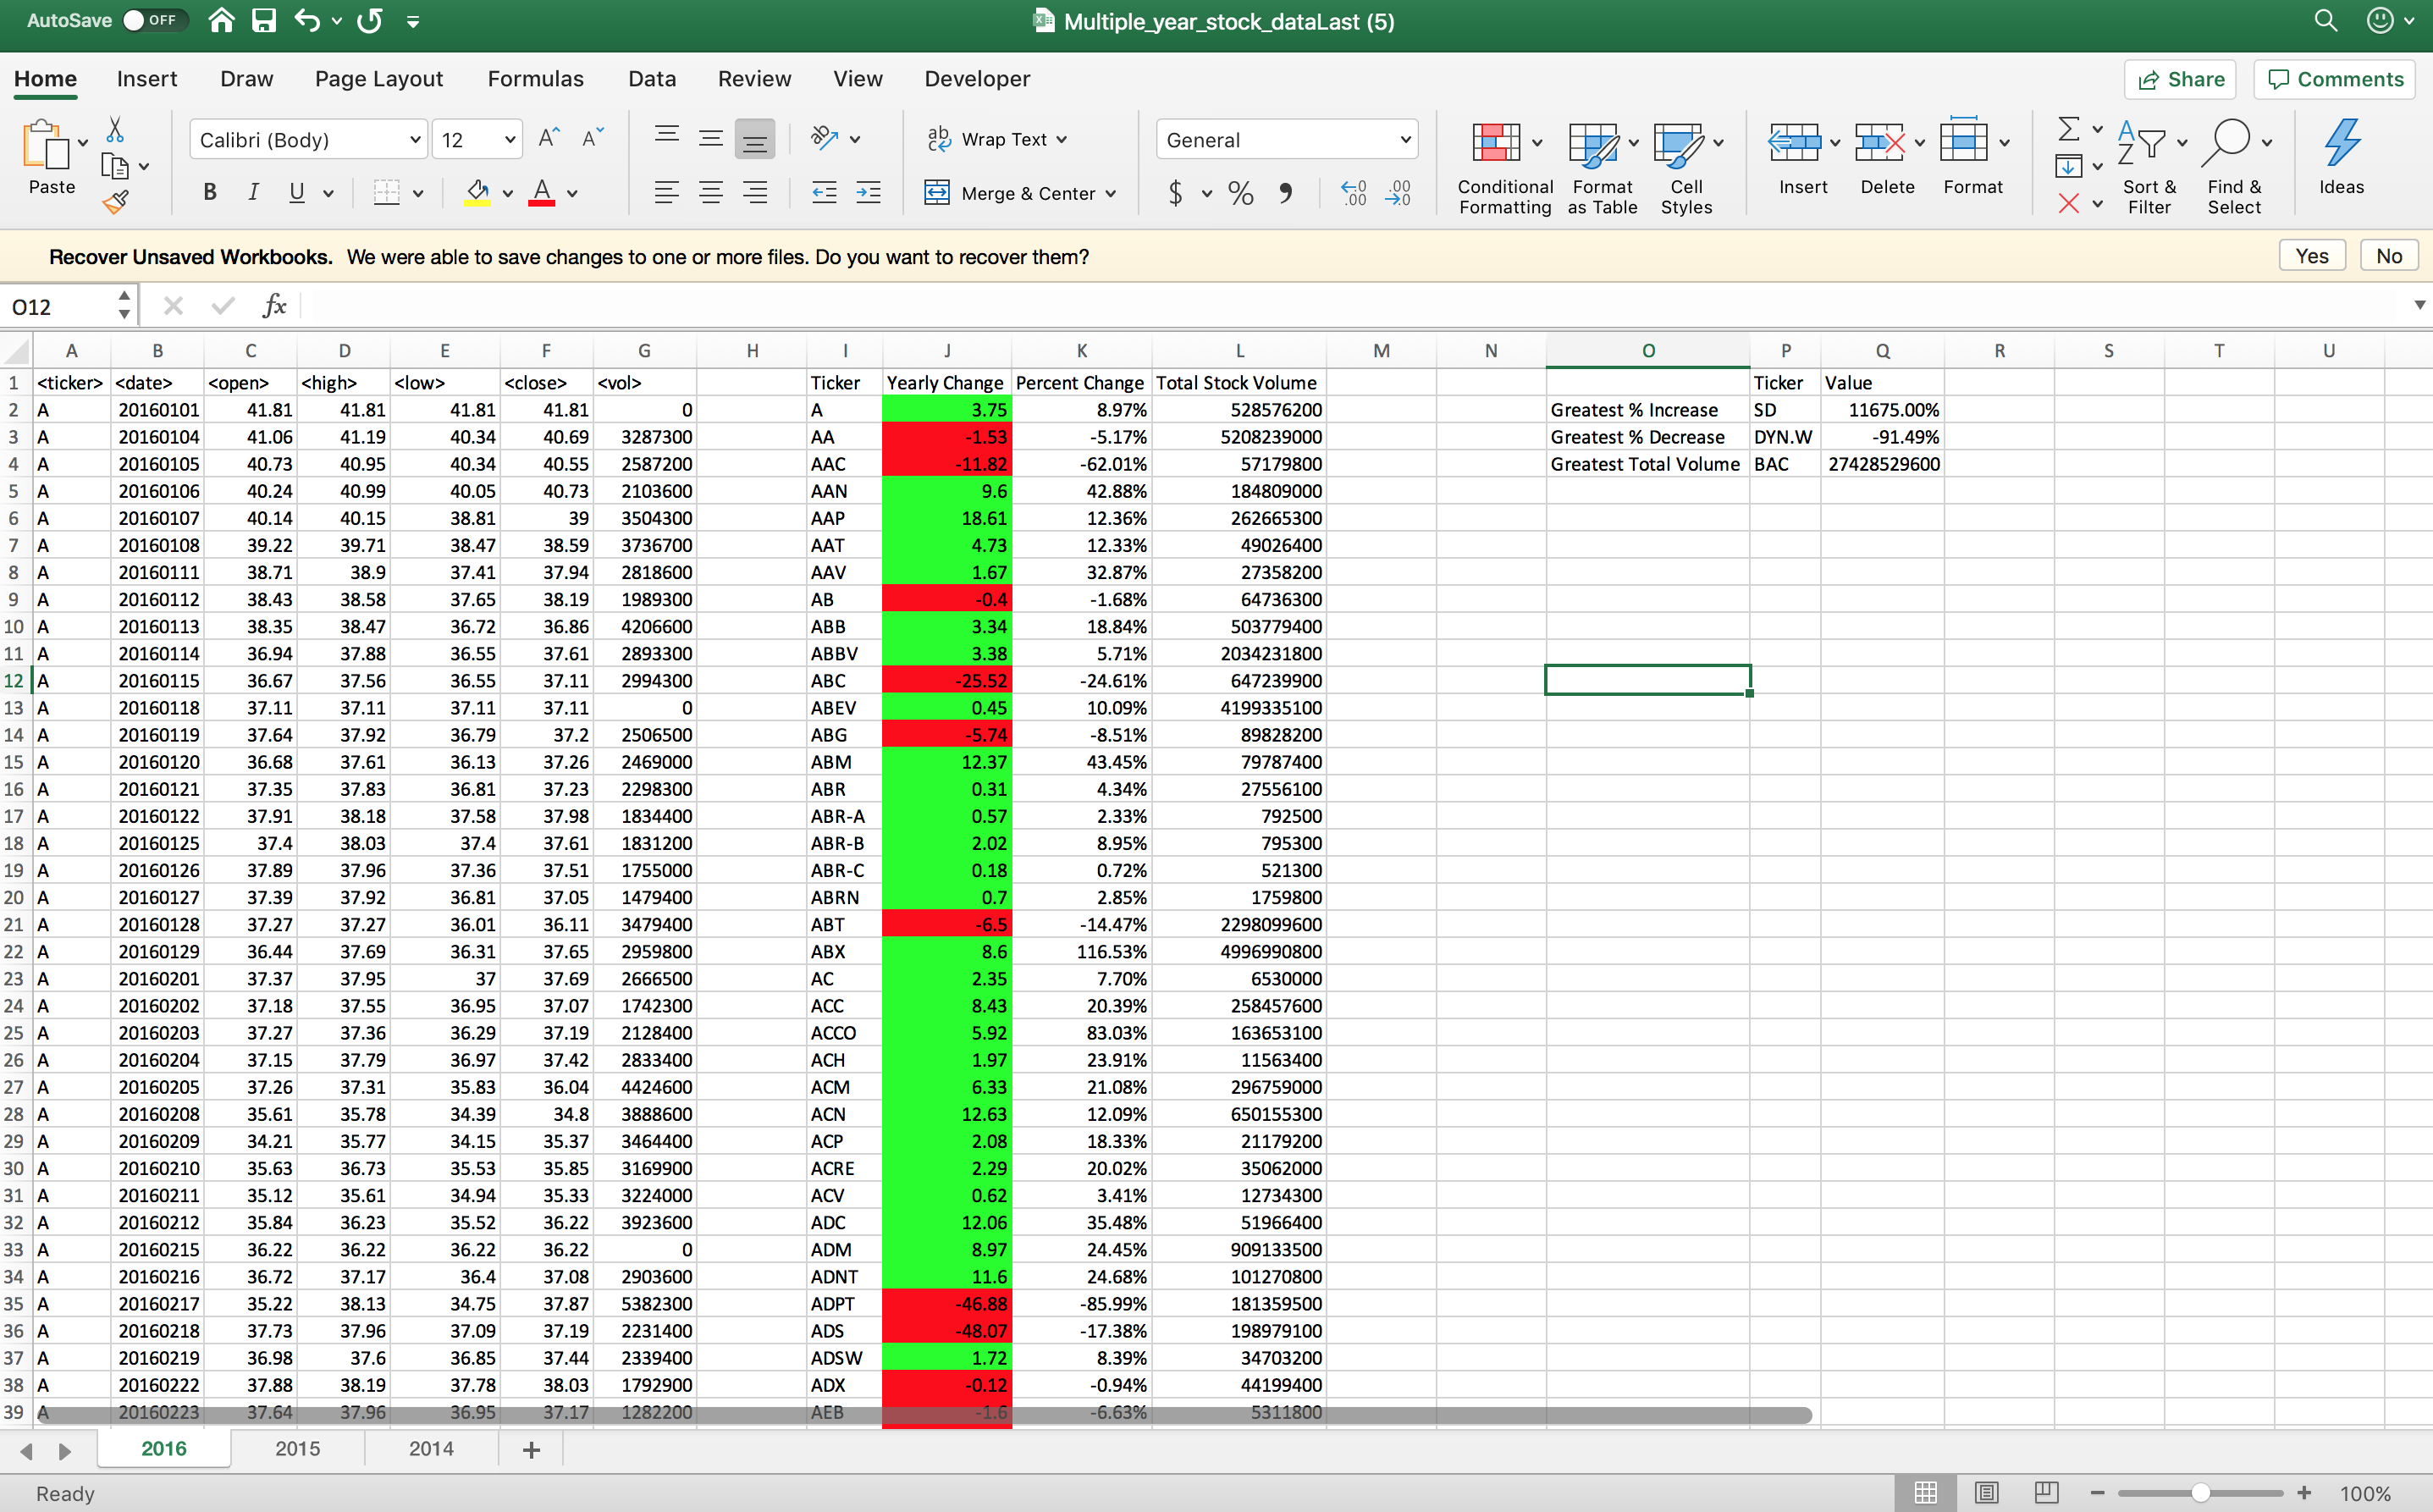 AutoSave OFF Multiple_year_stock_dataLast (5)
Home Insert Draw Page Layout Formulas Data Review View Developer Share Comments
Paste Calibri (Body) 12 A^ A˅ Wrap Text General Conditional Formatting Format as Table Cell Styles Insert Delete Format Sort & Filter Find & Select Ideas
B I U A Merge & Center $ % , .00 .0
Recover Unsaved Workbooks. We were able to save changes to one or more files. Do you want to recover them? Yes No
O12 fx
A B C D E F G H I J K L M N O P Q R S T U
1 <ticker> <date> <open> <high> <low> <close> <vol> Ticker Yearly Change Percent Change Total Stock Volume Ticker Value
2 A 20160101 41.81 41.81 41.81 41.81 0 A 3.75 8.97% 528576200 Greatest % Increase SD 11675.00%
3 A 20160104 41.06 41.19 40.34 40.69 3287300 AA -1.53 -5.17% 5208239000 Greatest % Decrease DYN.W -91.49%
4 A 20160105 40.73 40.95 40.34 40.55 2587200 AAC -11.82 -62.01% 57179800 Greatest Total Volume BAC 27428529600
5 A 20160106 40.24 40.99 40.05 40.73 2103600 AAN 9.6 42.88% 184809000
6 A 20160107 40.14 40.15 38.81 39 3504300 AAP 18.61 12.36% 262665300
7 A 20160108 39.22 39.71 38.47 38.59 3736700 AAT 4.73 12.33% 49026400
8 A 20160111 38.71 38.9 37.41 37.94 2818600 AAV 1.67 32.87% 27358200
9 A 20160112 38.43 38.58 37.65 38.19 1989300 AB -0.4 -1.68% 64736300
10 A 20160113 38.35 38.47 36.72 36.86 4206600 ABB 3.34 18.84% 503779400
11 A 20160114 36.94 37.88 36.55 37.61 2893300 ABBV 3.38 5.71% 2034231800
12 A 20160115 36.67 37.56 36.55 37.11 2994300 ABC -25.52 -24.61% 647239900
13 A 20160118 37.11 37.11 37.11 37.11 0 ABEV 0.45 10.09% 4199335100
14 A 20160119 37.64 37.92 36.79 37.2 2506500 ABG -5.74 -8.51% 89828200
15 A 20160120 36.68 37.61 36.13 37.26 2469000 ABM 12.37 43.45% 79787400
16 A 20160121 37.35 37.83 36.81 37.23 2298300 ABR 0.31 4.34% 27556100
17 A 20160122 37.91 38.18 37.58 37.98 1834400 ABR-A 0.57 2.33% 792500
18 A 20160125 37.4 38.03 37.4 37.61 1831200 ABR-B 2.02 8.95% 795300
19 A 20160126 37.89 37.96 37.36 37.51 1755000 ABR-C 0.18 0.72% 521300
20 A 20160127 37.39 37.92 36.81 37.05 1479400 ABRN 0.7 2.85% 1759800
21 A 20160128 37.27 37.27 36.01 36.11 3479400 ABT -6.5 -14.47% 2298099600
22 A 20160129 36.44 37.69 36.31 37.65 2959800 ABX 8.6 116.53% 4996990800
23 A 20160201 37.37 37.95 37 37.69 2666500 AC 2.35 7.70% 6530000
24 A 20160202 37.18 37.55 36.95 37.07 1742300 ACC 8.43 20.39% 258457600
25 A 20160203 37.27 37.36 36.29 37.19 2128400 ACCO 5.92 83.03% 163653100
26 A 20160204 37.15 37.79 36.97 37.42 2833400 ACH 1.97 23.91% 11563400
27 A 20160205 37.26 37.31 35.83 36.04 4424600 ACM 6.33 21.08% 296759000
28 A 20160208 35.61 35.78 34.39 34.8 3888600 ACN 12.63 12.09% 650155300
29 A 20160209 34.21 35.77 34.15 35.37 3464400 ACP 2.08 18.33% 21179200
30 A 20160210 35.63 36.73 35.53 35.85 3169900 ACRE 2.29 20.02% 35062000
31 A 20160211 35.12 35.61 34.94 35.33 3224000 ACV 0.62 3.41% 12734300
32 A 20160212 35.84 36.23 35.52 36.22 3923600 ADC 12.06 35.48% 51966400
33 A 20160215 36.22 36.22 36.22 36.22 0 ADM 8.97 24.45% 909133500
34 A 20160216 36.72 37.17 36.4 37.08 2903600 ADNT 11.6 24.68% 101270800
35 A 20160217 35.22 38.13 34.75 37.87 5382300 ADPT -46.88 -85.99% 181359500
36 A 20160218 37.73 37.96 37.09 37.19 2231400 ADS -48.07 -17.38% 198979100
37 A 20160219 36.98 37.6 36.85 37.44 2339400 ADSW 1.72 8.39% 34703200
38 A 20160222 37.88 38.19 37.78 38.03 1792900 ADX -0.12 -0.94% 44199400
39 A 20160223 37.64 37.96 36.95 37.17 1282200 AEB -1.6 -6.63% 5311800
2016 2015 2014 +
Ready 100%